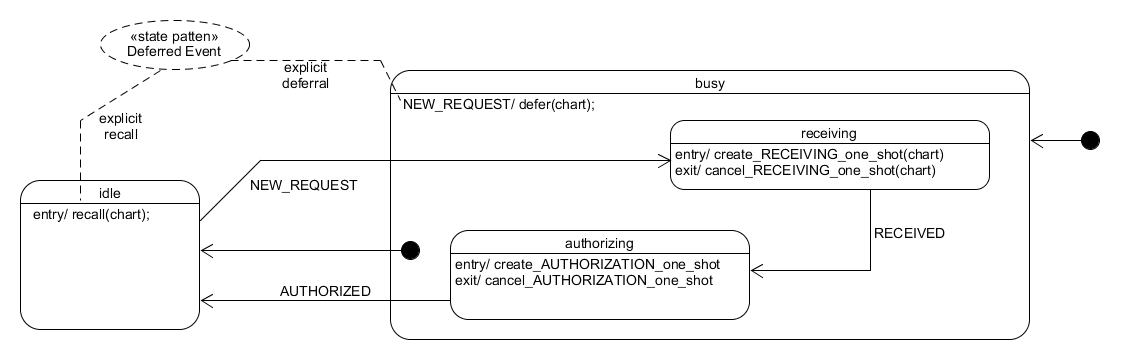 «state patten»
Deferred Event
explicit
deferral
busy
NEW_REQUEST/ defer(chart);
explicit
recall
receiving
entry/ create_RECEIVING_one_shot(chart)
exit/ cancel_RECEIVING_one_shot(chart)
idle
NEW_REQUEST
entry/ recall(chart);
RECEIVED
authorizing
entry/ create_AUTHORIZATION_one_shot
exit/ cancel_AUTHORIZATION_one_shot
AUTHORIZED